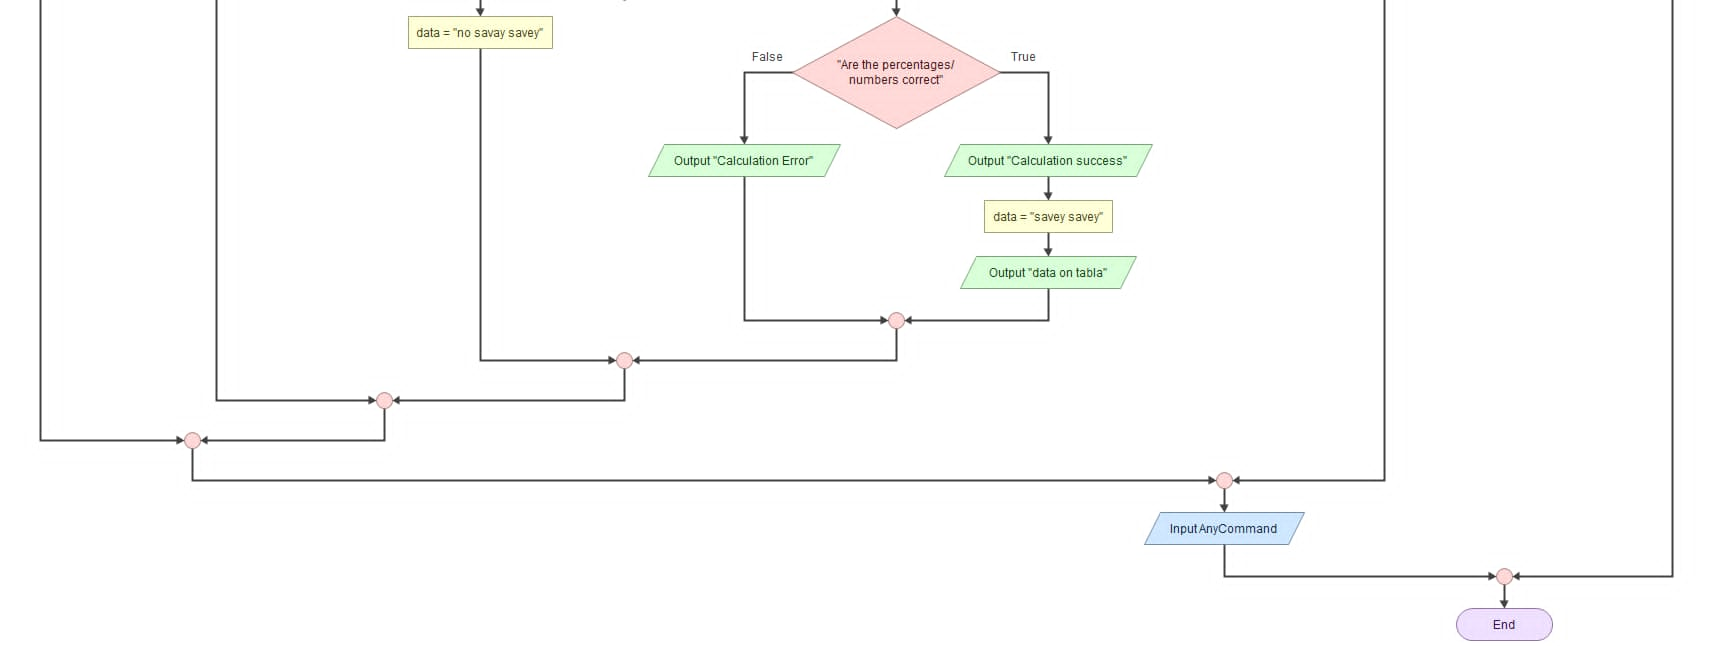 data = "no savay savey"
False
"Are the percentages/
numbers correct"
True
Output "Calculation Error"
Output "Calculation success"
data = "savey savey"
Output "data on tabla"
Input AnyCommand
End